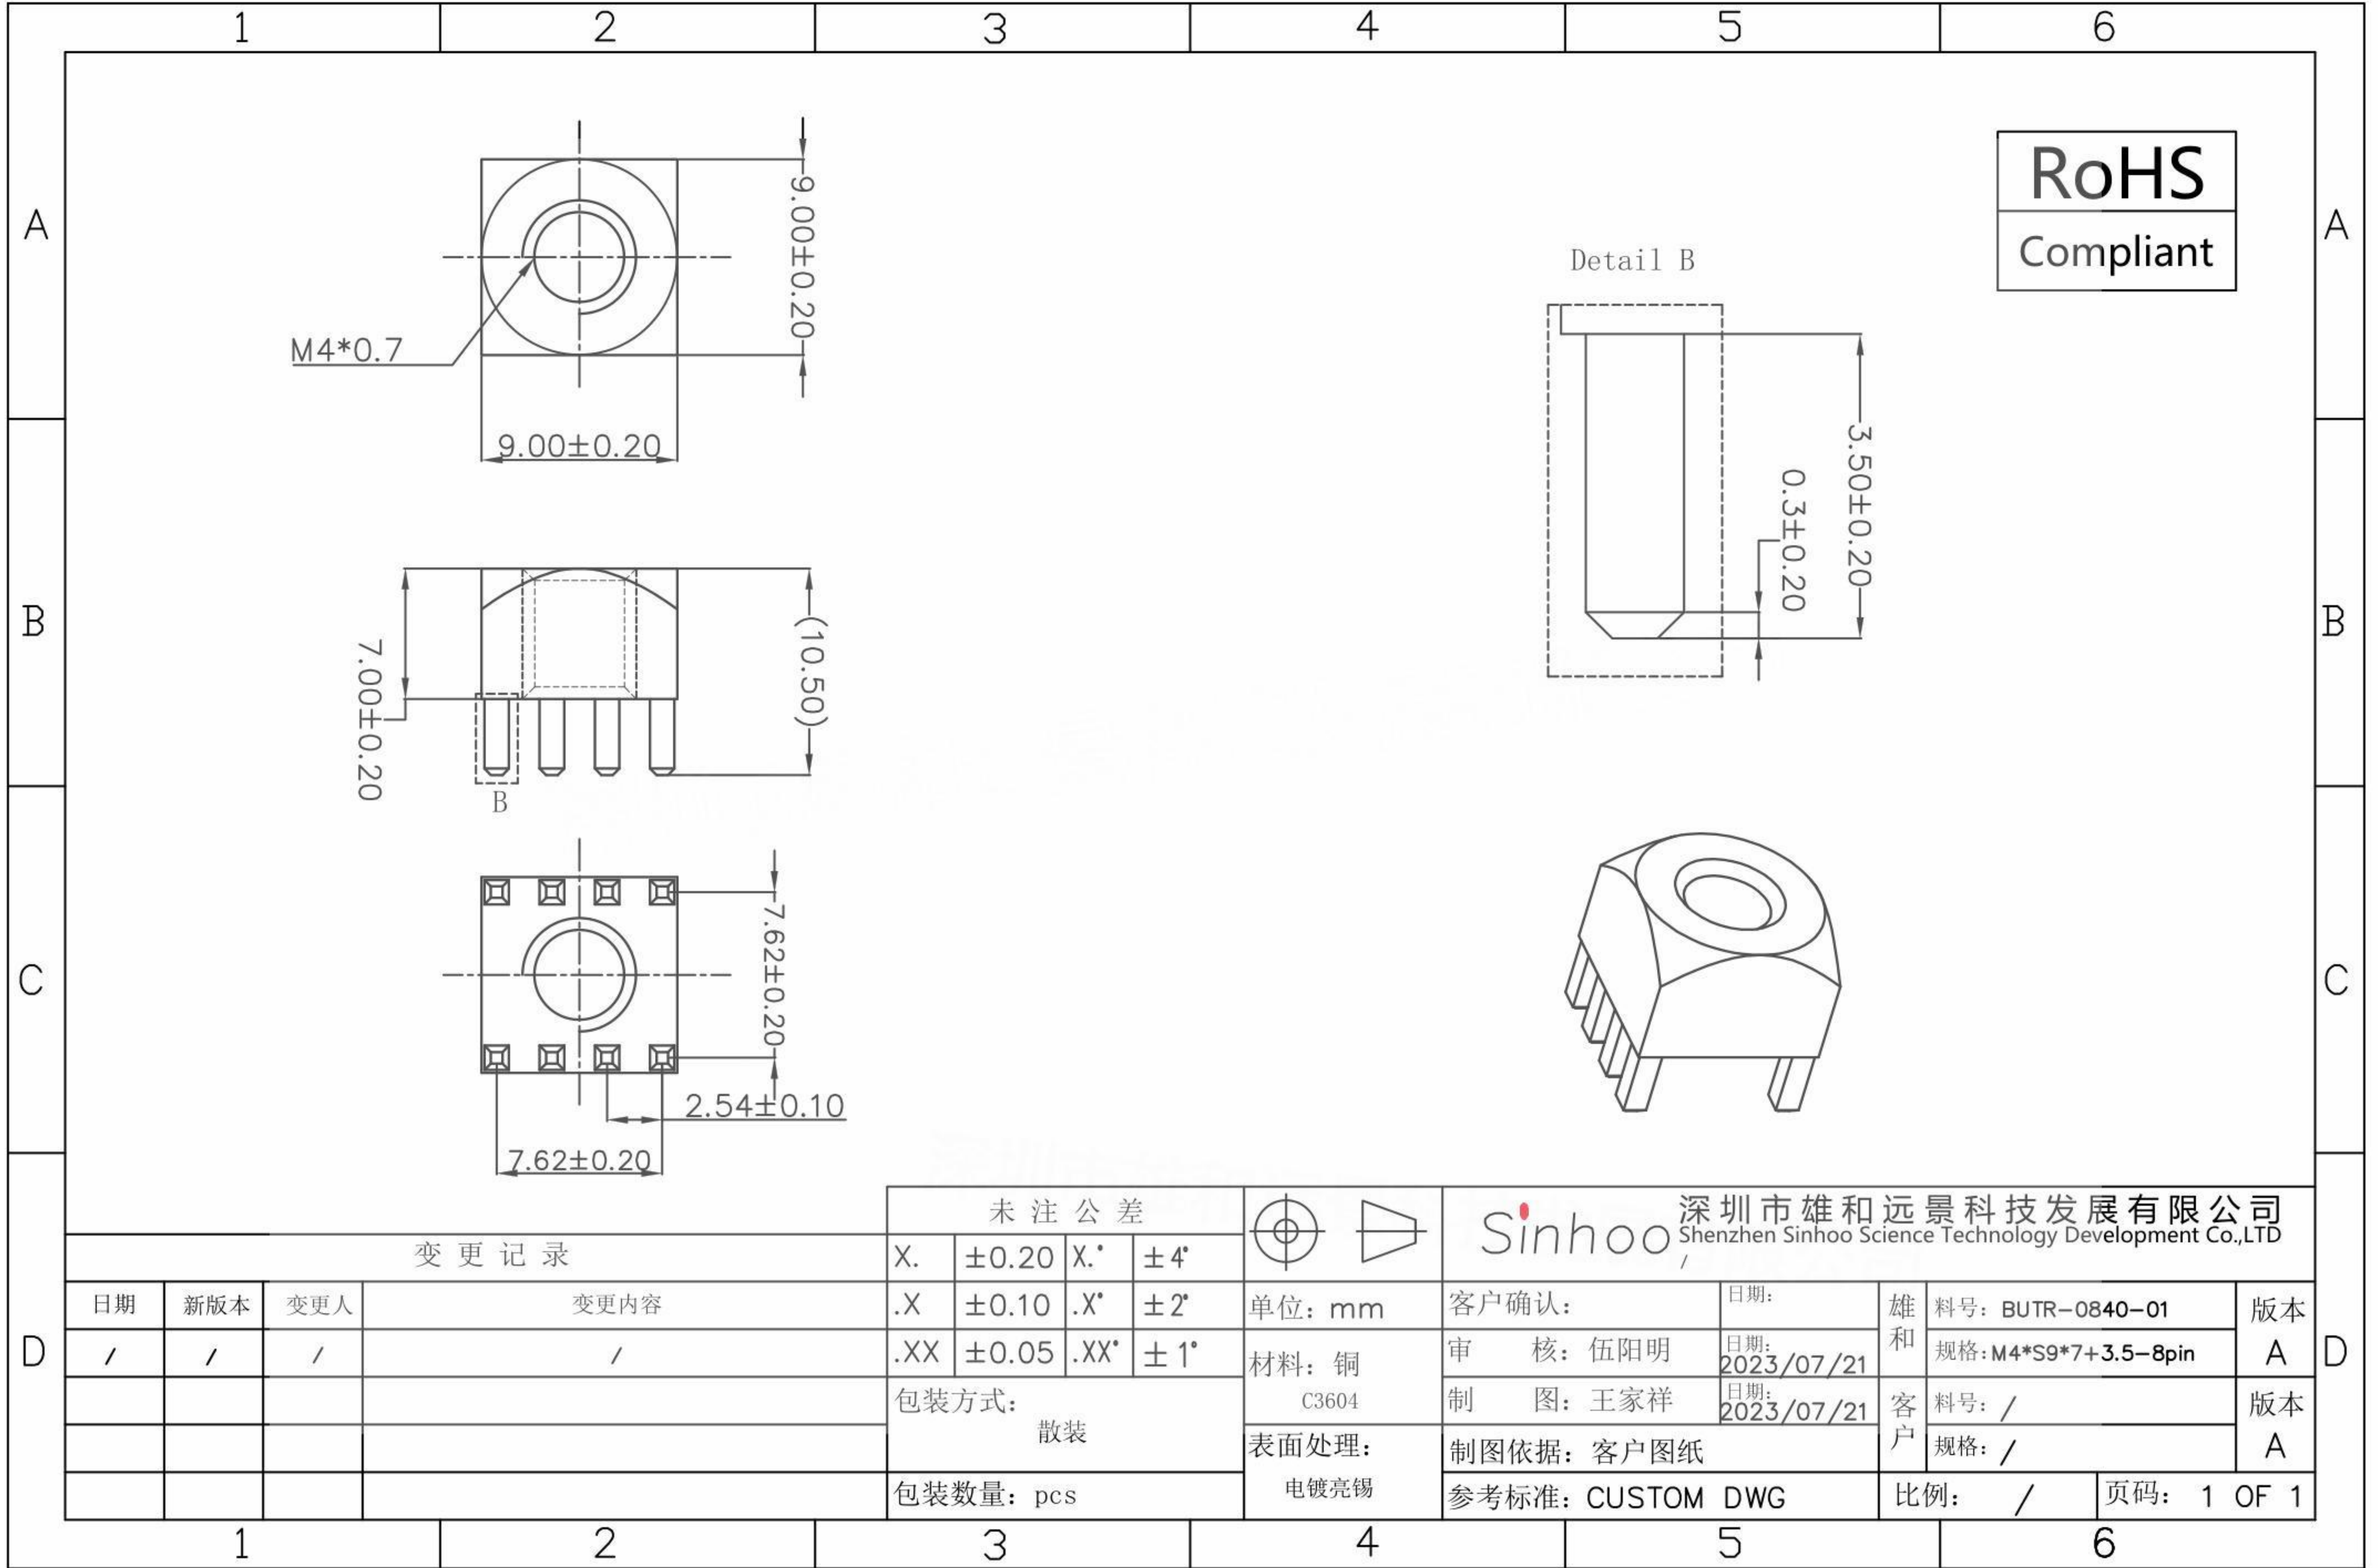 1 2 3 4 5 6
A A
B B
C C
D D
RoHS
Compliant
M4*0.7
9.00±0.20
9.00±0.20
Detail B
3.50±0.20
0.3±0.20
7.00±0.20
(10.50)
B
7.62±0.20
2.54±0.10
7.62±0.20
变更记录
日期 新版本 变更人 变更内容
/ / / /
未注公差
X. ±0.20 X.° ±4°
.X ±0.10 .X° ±2°
.XX ±0.05 .XX° ±1°
包装方式:
散装
包装数量: pcs
单位: mm
材料: 铜
C3604
表面处理:
电镀亮锡
Sinhoo 深圳市雄和远景科技发展有限公司
Shenzhen Sinhoo Science Technology Development Co.,LTD
/
客户确认: 日期:
审 核: 伍阳明 日期: 2023/07/21
制 图: 王家祥 日期: 2023/07/21
制图依据: 客户图纸
参考标准: CUSTOM DWG
雄和 料号: BUTR-0840-01 版本
规格: M4*S9*7+3.5-8pin A
客户 料号: / 版本
规格: / A
比例: / 页码: 1 OF 1
1 2 3 4 5 6